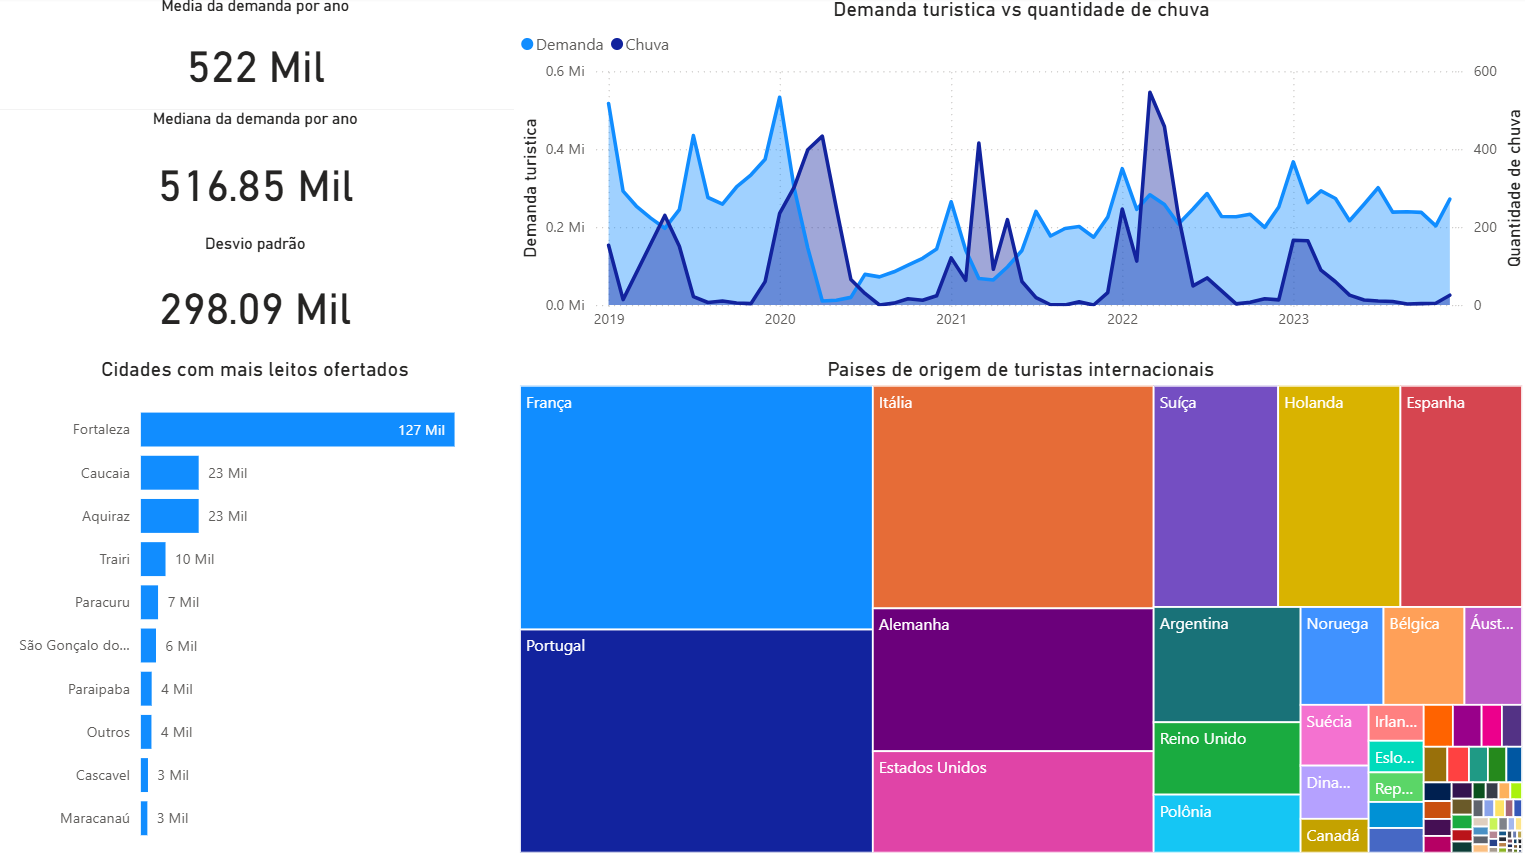 Media da demanda por ano
522 Mil
Mediana da demanda por ano
516.85 Mil
Desvio padrão
298.09 Mil
Demanda turistica vs quantidade de chuva
Demanda
Chuva
0.6 Mi
0.4 Mi
0.2 Mi
0.0 Mi
Demanda turistica
600
400
200
0
Quantidade de chuva
2019
2020
2021
2022
2023
Cidades com mais leitos ofertados
Fortaleza
127 Mil
Caucaia
23 Mil
Aquiraz
23 Mil
Trairi
10 Mil
Paracuru
7 Mil
São Gonçalo do...
6 Mil
Paraipaba
4 Mil
Outros
4 Mil
Cascavel
3 Mil
Maracanaú
3 Mil
Paises de origem de turistas internacionais
França
Portugal
Itália
Alemanha
Estados Unidos
Suíça
Holanda
Espanha
Argentina
Reino Unido
Polônia
Noruega
Bélgica
Áust...
Suécia
Dina...
Canadá
Irlan...
Eslo...
Rep...